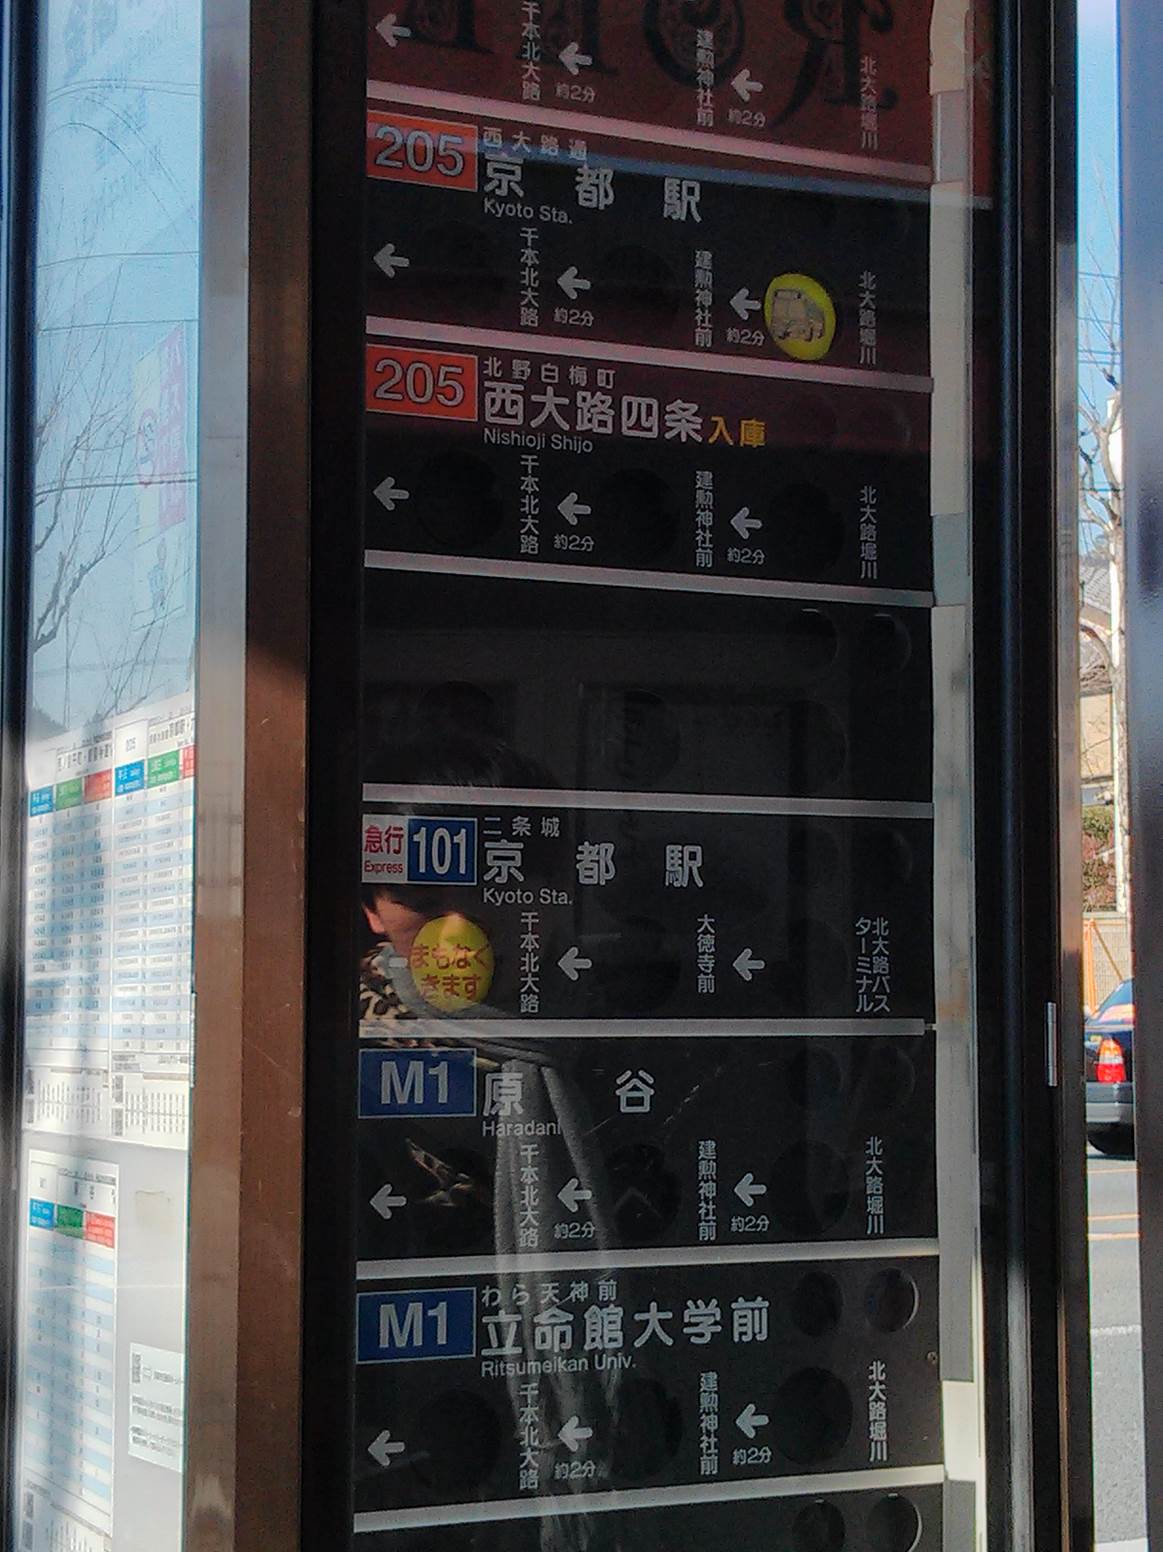 千本北大路
約2分
建勲神社前
約2分
北大路堀川
205
西大路通
京都駅
Kyoto Sta.
千本北大路
約2分
建勲神社前
約2分
北大路堀川
205
北野白梅町
西大路四条入庫
Nishioji Shijo
千本北大路
約2分
建勲神社前
約2分
北大路堀川
急行
Express
101
二条城
京都駅
Kyoto Sta.
まもなく
きます
千本北大路
大徳寺前
北大路バス
ターミナル
M1
原谷
Haradani
千本北大路
約2分
建勲神社前
約2分
北大路堀川
M1
わら天神前
立命館大学前
Ritsumeikan Univ.
千本北大路
約2分
建勲神社前
約2分
北大路堀川